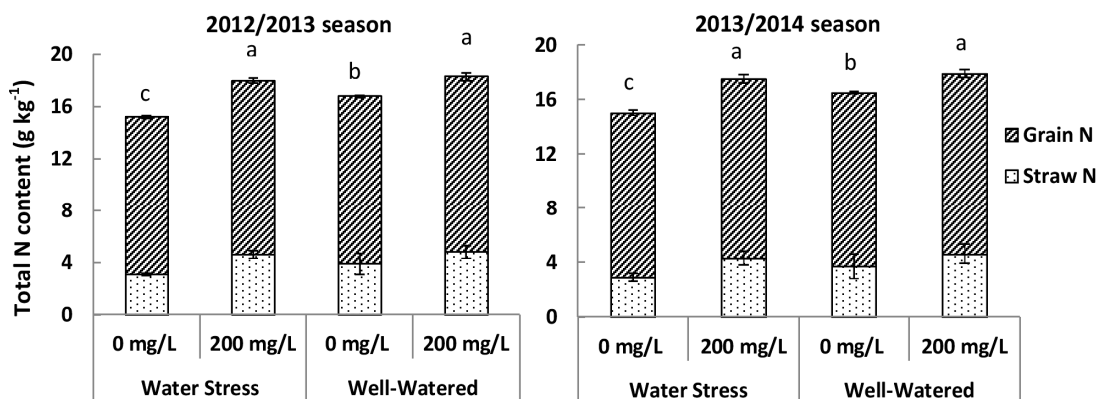 2012/2013 season
Total N content (g kg-1)
20
16
12
8
4
0
c
a
b
a
0 mg/L
200 mg/L
0 mg/L
200 mg/L
Water Stress
Well-Watered
2013/2014 season
20
16
12
8
4
0
c
a
b
a
0 mg/L
200 mg/L
0 mg/L
200 mg/L
Water Stress
Well-Watered
Grain N
Straw N